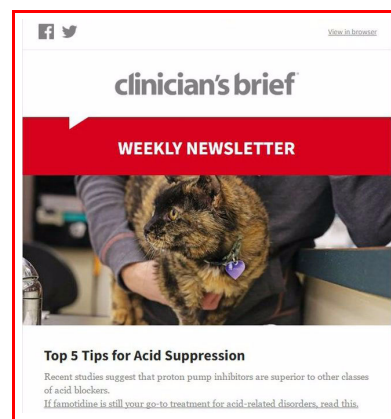 View in browser
clinician's brief
WEEKLY NEWSLETTER
Top 5 Tips for Acid Suppression
Recent studies suggest that proton pump inhibitors are superior to other classes
of acid blockers.
If famotidine is still your go-to treatment for acid-related disorders, read this.